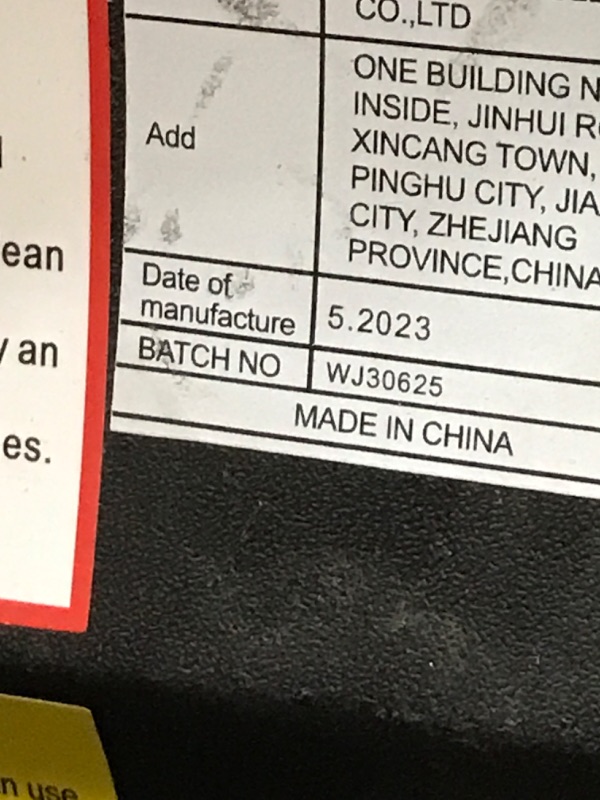 CO.,LTD
Add
ONE BUILDING N
INSIDE, JINHUI R
XINCANG TOWN,
PINGHU CITY, JIA
CITY, ZHEJIANG
PROVINCE,CHINA
Date of
manufacture
5.2023
BATCH NO
WJ30625
MADE IN CHINA
ean
y an
es.
n use